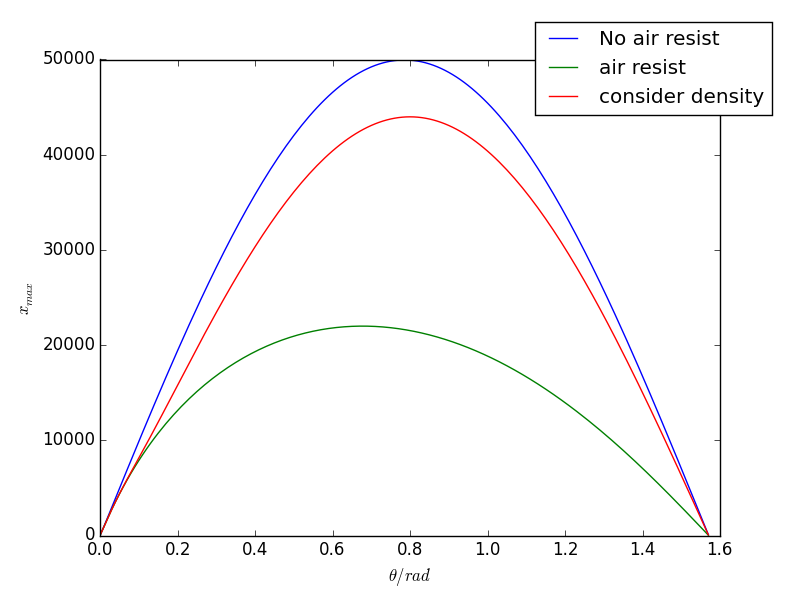 No air resist
air resist
consider density
50000
40000
30000
20000
10000
0
x_max
0.0 0.2 0.4 0.6 0.8 1.0 1.2 1.4 1.6
θ/rad